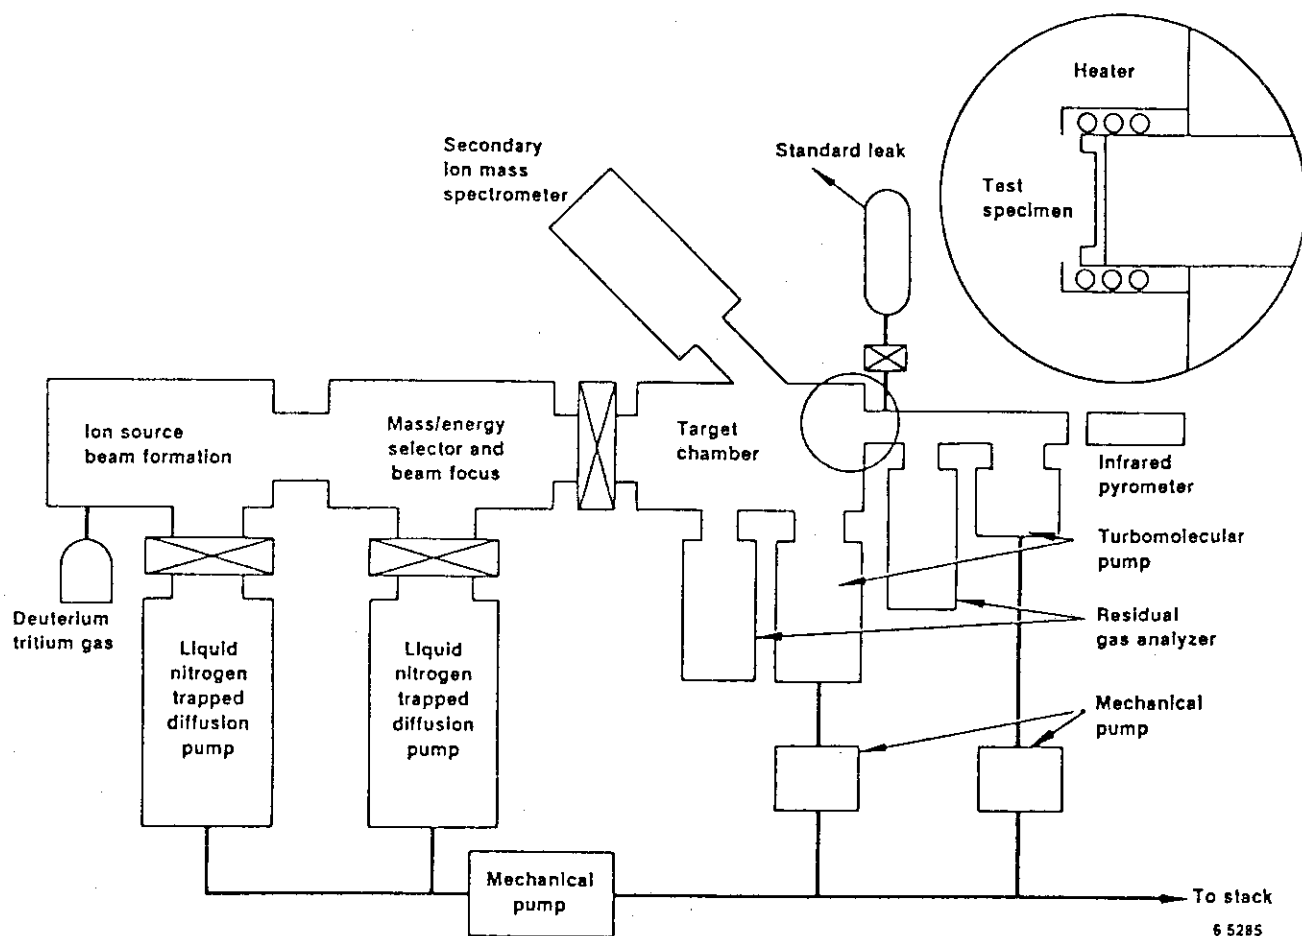 Heater
Secondary
Ion mass
spectrometer
Standard leak
Test
specimen
Ion source
beam formation
Mass/energy
selector and
beam focus
Target
chamber
Infrared
pyrometer
Turbomolecular
pump
Deuterium
tritium gas
Liquid
nitrogen
trapped
diffusion
pump
Liquid
nitrogen
trapped
diffusion
pump
Residual
gas analyzer
Mechanical
pump
Mechanical
pump
To stack
6 5285